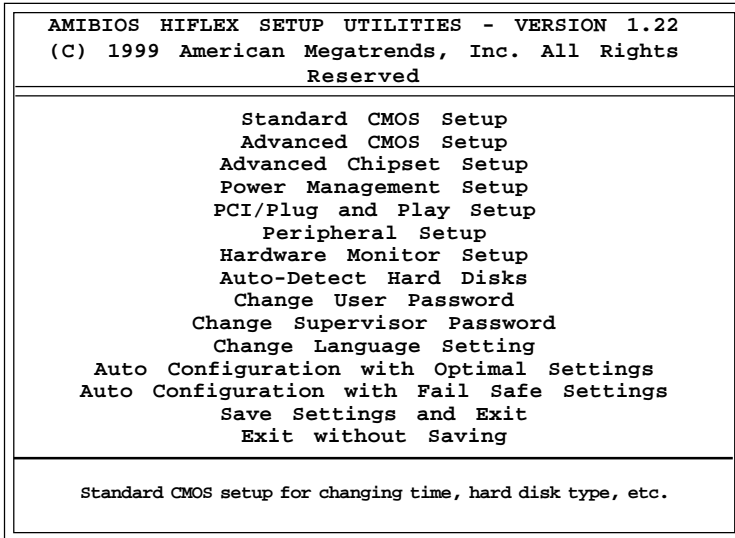 AMIBIOS HIFLEX SETUP UTILITIES - VERSION 1.22
(C) 1999 American Megatrends, Inc. All Rights
Reserved
Standard CMOS Setup
Advanced CMOS Setup
Advanced Chipset Setup
Power Management Setup
PCI/Plug and Play Setup
Peripheral Setup
Hardware Monitor Setup
Auto-Detect Hard Disks
Change User Password
Change Supervisor Password
Change Language Setting
Auto Configuration with Optimal Settings
Auto Configuration with Fail Safe Settings
Save Settings and Exit
Exit without Saving
Standard CMOS setup for changing time, hard disk type, etc.